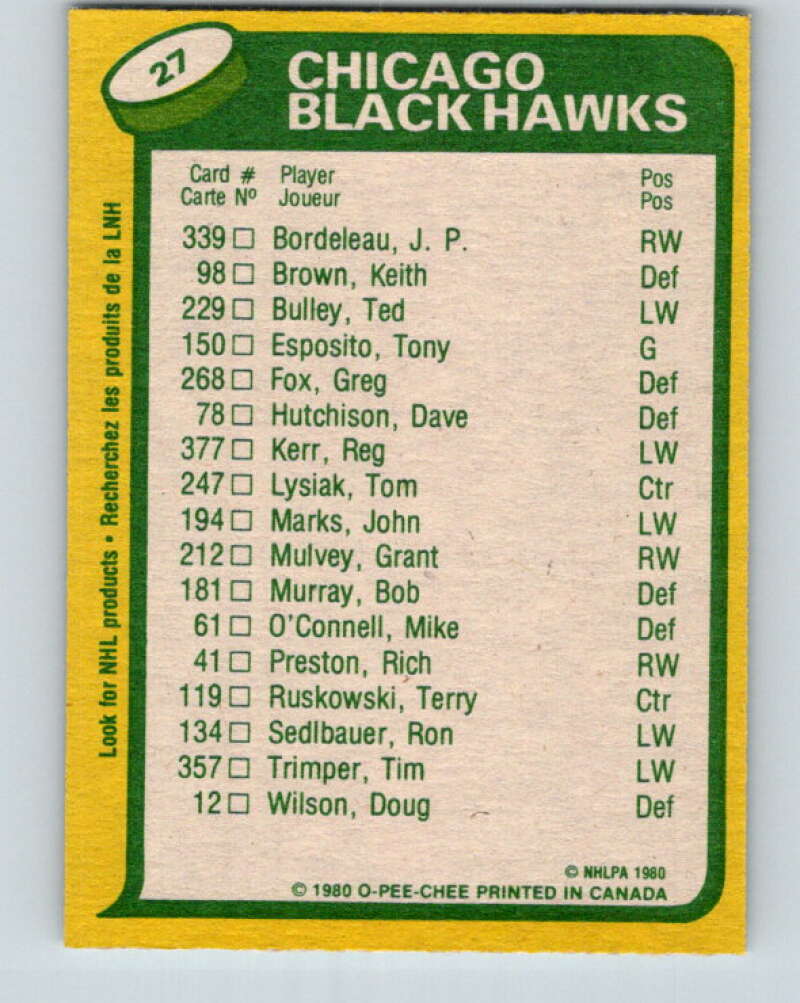 27
CHICAGO
BLACK HAWKS
Card # Player Pos
Carte Nº Joueur Pos
339 □ Bordeleau, J. P. RW
98 □ Brown, Keith Def
229 □ Bulley, Ted LW
150 □ Esposito, Tony G
268 □ Fox, Greg Def
78 □ Hutchison, Dave Def
377 □ Kerr, Reg LW
247 □ Lysiak, Tom Ctr
194 □ Marks, John LW
212 □ Mulvey, Grant RW
181 □ Murray, Bob Def
61 □ O'Connell, Mike Def
41 □ Preston, Rich RW
119 □ Ruskowski, Terry Ctr
134 □ Sedlbauer, Ron LW
357 □ Trimper, Tim LW
12 □ Wilson, Doug Def
© NHLPA 1980
© 1980 O-PEE-CHEE PRINTED IN CANADA
Look for NHL products • Recherchez les produits de la LNH